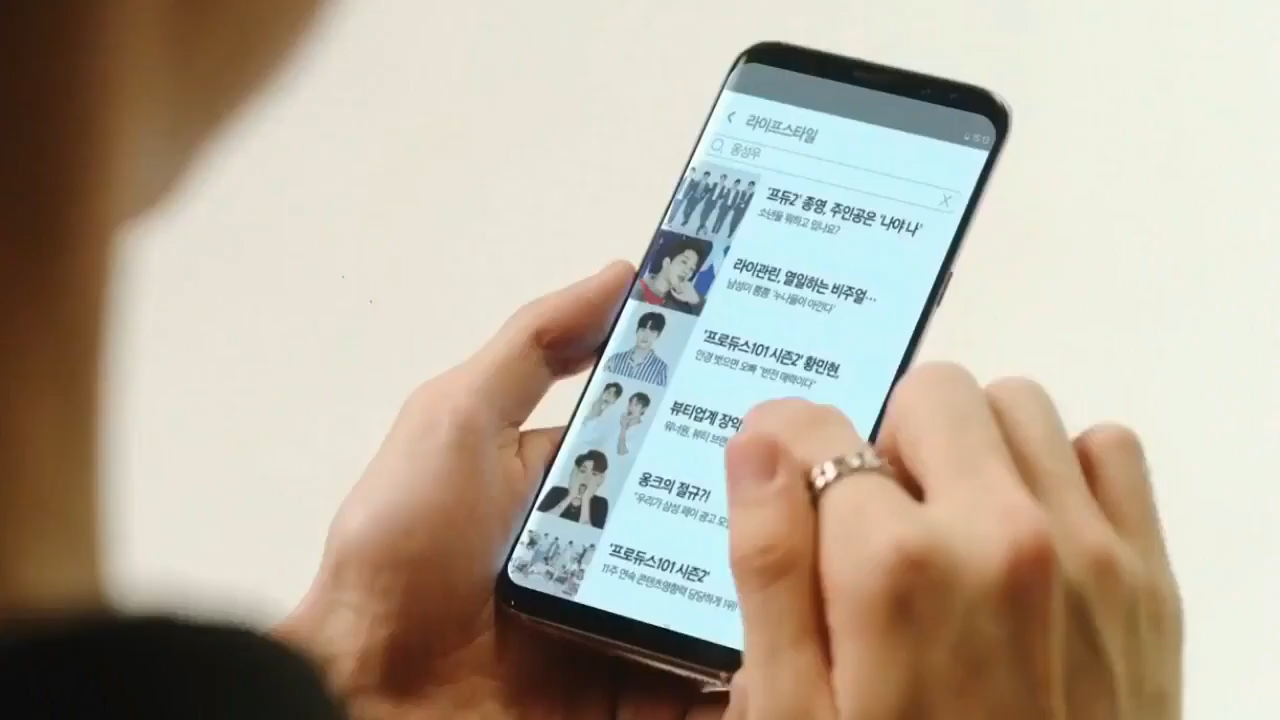 라이프스타일
옹성우
'프듀2' 종영, 주인공은 '나야 나'
소년들 뭐하고 입나요?
라이관린, 열일하는 비주얼…
남성미 뿜뿜 "누나들이 아낀다"
'프로듀스101 시즌2' 황민현,
안경 벗으면 오빠 "반전 매력이다"
뷰티업계 장악
워너원, 뷰티 브랜
옹크의 절규?!
"우리가 삼성 페이 광고 모
'프로듀스101 시즌2'
11주 연속 콘텐츠영향력 당당하게 1위!